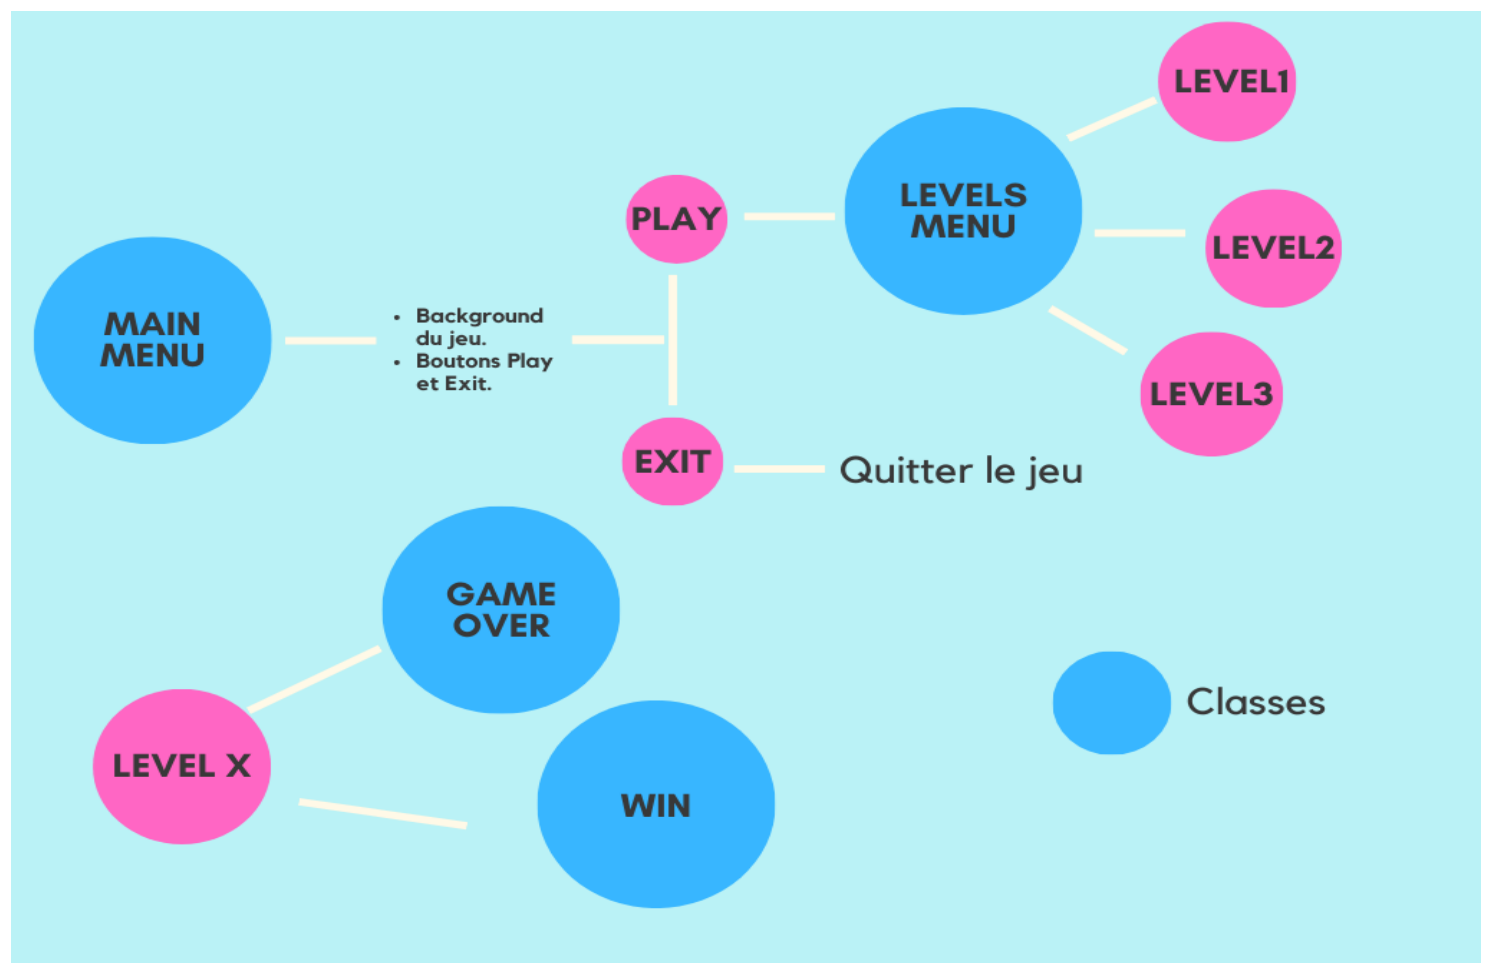 MAIN
MENU
• Background
du jeu.
• Boutons Play
et Exit.
PLAY
EXIT
Quitter le jeu
LEVELS
MENU
LEVEL1
LEVEL2
LEVEL3
GAME
OVER
LEVEL X
WIN
Classes